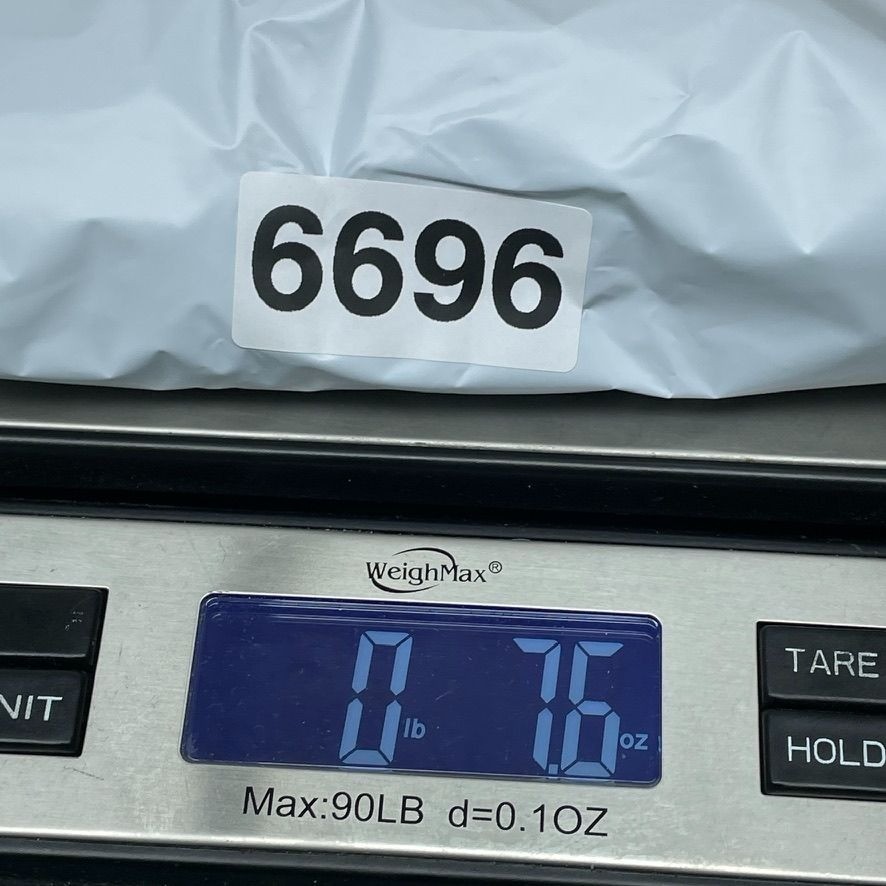 6696
WeighMax®
0 lb 7.6 oz
TARE
NIT
HOLD
Max:90LB d=0.1OZ